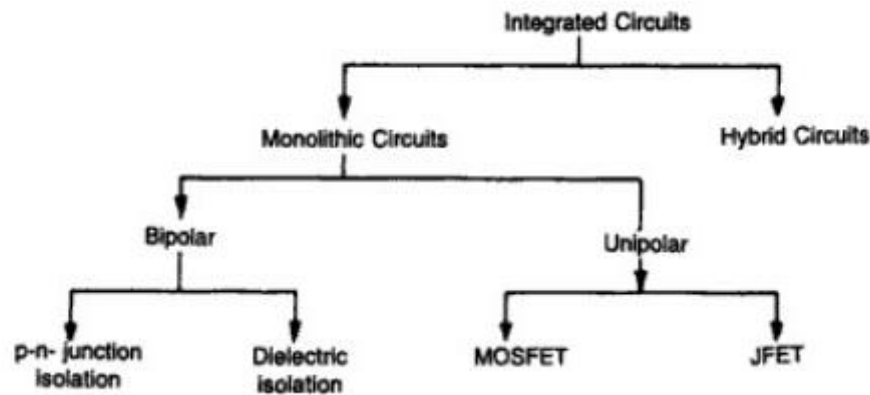 Integrated Circuits
Monolithic Circuits
Hybrid Circuits
Bipolar
Unipolar
p-n- junction
isolation
Dielectric
isolation
MOSFET
JFET